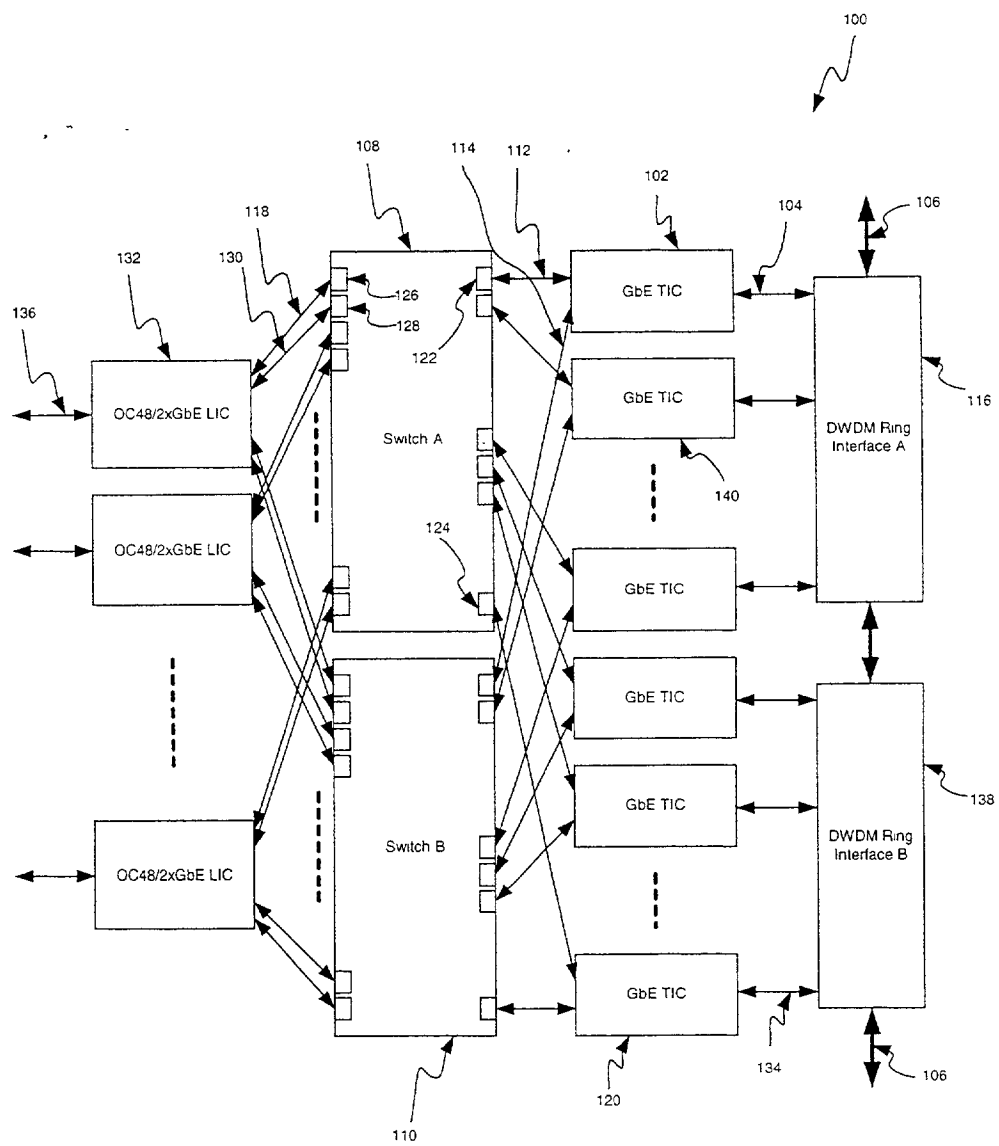 100
114
112
108
102
106
118
104
132
130
136
126
GbE TIC
128
122
116
OC48/2xGbE LIC
GbE TIC
DWDM Ring
Interface A
Switch A
140
124
OC48/2xGbE LIC
GbE TIC
GbE TIC
138
GbE TIC
DWDM Ring
Interface B
Switch B
OC48/2xGbE LIC
GbE TIC
134
106
120
110